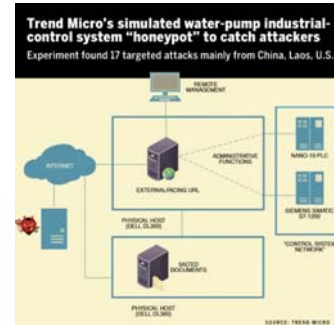 Trend Micro's simulated water-pump industrial-
control system "honeypot" to catch attackers
Experiment found 17 targeted attacks mainly from China, Laos, U.S.
REMOTE
MANAGEMENT
INTERNET
ADMINISTRATIVE
FUNCTIONS
NANO-10 PLC
EXTERNAL-FACING URL
SIEMENS SIMATIC
S7-1200
PHYSICAL HOST
(DELL DL360)
"CONTROL SYSTEM
NETWORK"
SALTED
DOCUMENTS
PHYSICAL HOST
(DELL DL360)
SOURCE: TREND MICRO